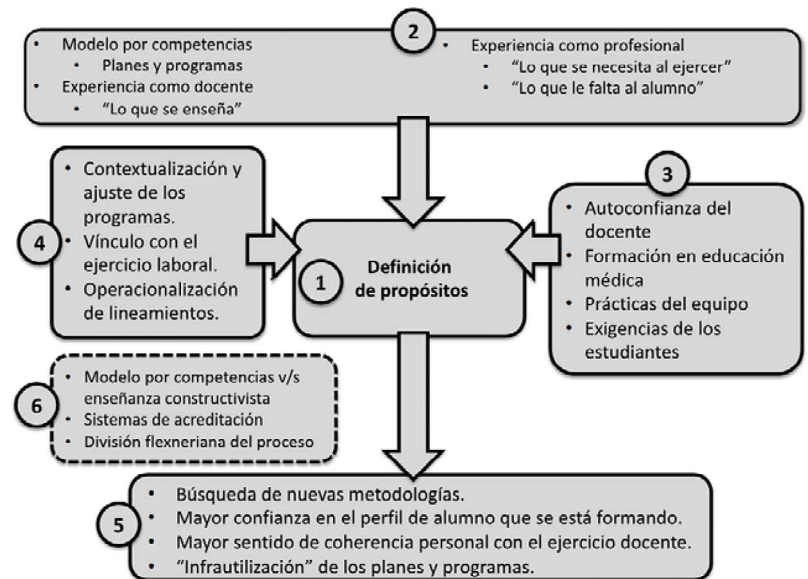 2
• Modelo por competencias
• Planes y programas
• Experiencia como docente
• “Lo que se enseña”
• Experiencia como profesional
• “Lo que se necesita al ejercer”
• “Lo que le falta al alumno”
4
• Contextualización y
ajuste de los
programas.
• Vínculo con el
ejercicio laboral.
• Operacionalización
de lineamientos.
1
Definición
de propósitos
3
• Autoconfianza del
docente
• Formación en educación
médica
• Prácticas del equipo
• Exigencias de los
estudiantes
6
• Modelo por competencias v/s
enseñanza constructivista
• Sistemas de acreditación
• División flexneriana del proceso
5
• Búsqueda de nuevas metodologías.
• Mayor confianza en el perfil de alumno que se está formando.
• Mayor sentido de coherencia personal con el ejercicio docente.
• “Infrautilización” de los planes y programas.